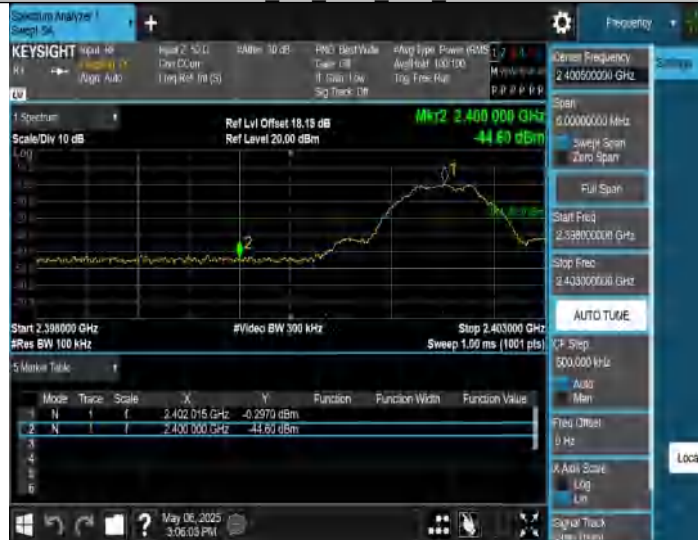 Spectrum Analyzer 1
Swept SA
+
Frequency
KEYSIGHT Input: RF
Align: Auto
Input Z: 50 Ω
#Atten: 30 dB
PNO: Best Wide
Gate: Off
IF Gain: Low
Sig Track: Off
#Avg Type: Power (RMS
Avg|Hold: 100/100
Trig: Free Run
LV
P P P P P P
Center Frequency
2.400500000 GHz
Settings
Span
5.00000000 MHz
Swept Span
Zero Span
Full Span
Start Freq
2.398000000 GHz
Stop Freq
2.403000000 GHz
AUTO TUNE
CF Step
500.000 kHz
Auto
Man
Freq Offset
0 Hz
X Axis Scale
Log
Lin
Signal Track
Local
1 Spectrum
Scale/Div 10 dB
Log
Ref Lvl Offset 18.15 dB
Ref Level 20.00 dBm
Mkr2 2.400 000 GHz
-44.60 dBm
1
2
Start 2.398000 GHz
#Res BW 100 kHz
#Video BW 300 kHz
Stop 2.403000 GHz
Sweep 1.00 ms (1001 pts)
5 Marker Table
Mode Trace Scale X Y Function Function Width Function Value
1 N 1 f 2.402 015 GHz -0.2970 dBm
2 N 1 f 2.400 000 GHz -44.60 dBm
3
4
5
6
?
May 06, 2025
3:06:03 PM